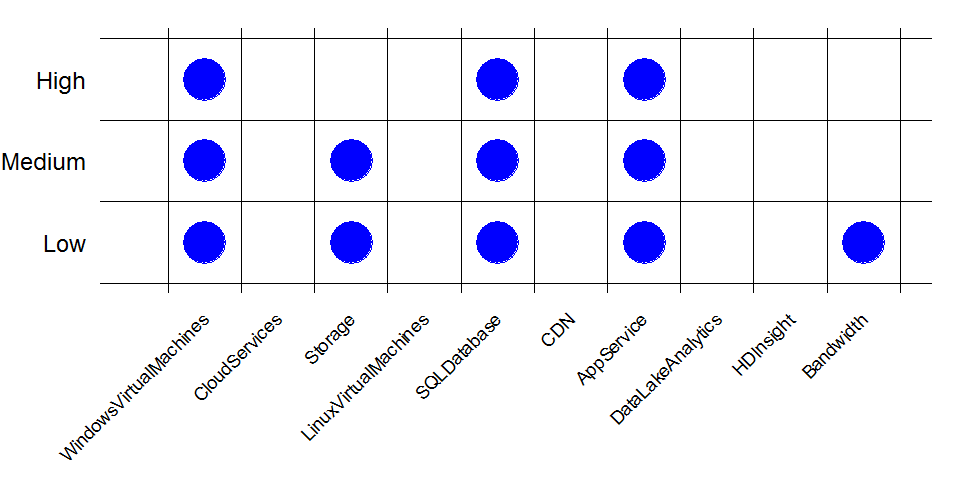 High
Medium
Low
WindowsVirtualMachines
CloudServices
Storage
LinuxVirtualMachines
SQLDatabase
CDN
AppService
DataLakeAnalytics
HDInsight
Bandwidth